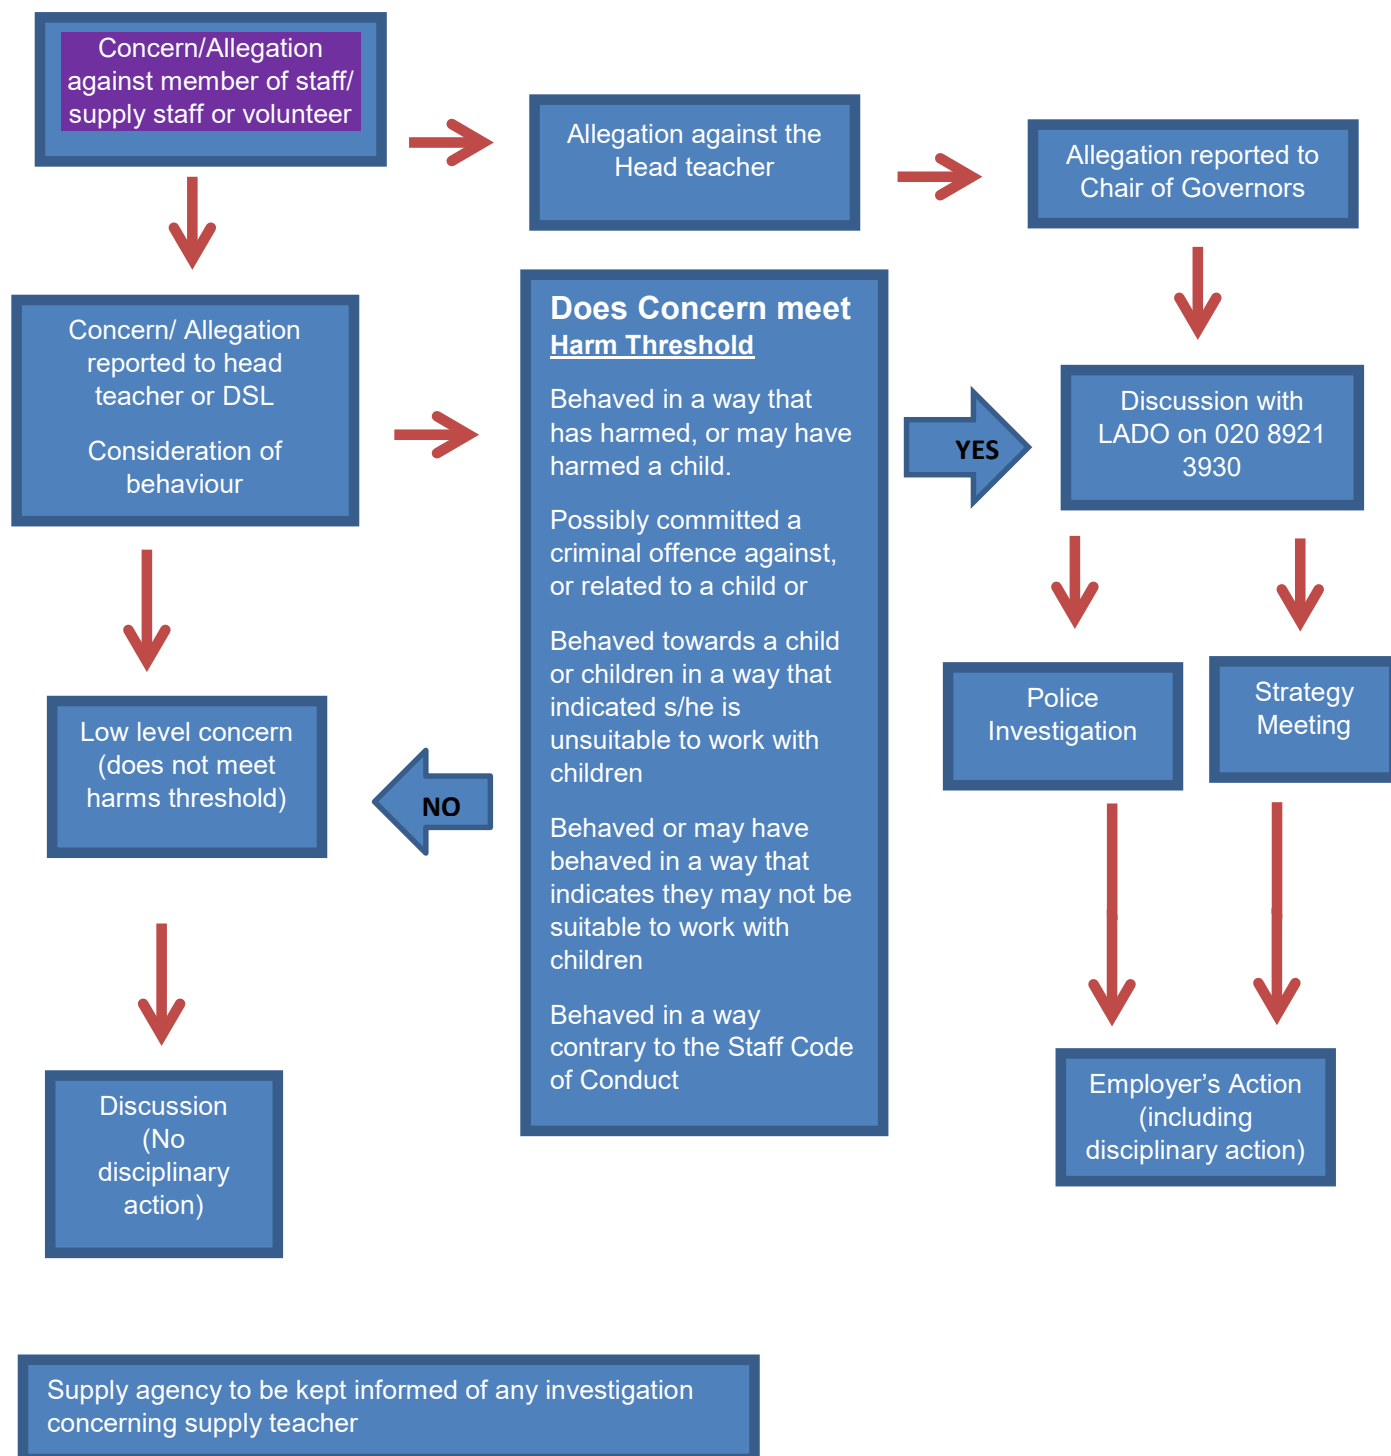 Concern/Allegation
against member of staff/
supply staff or volunteer
Allegation against the
Head teacher
Allegation reported to
Chair of Governors
Concern/ Allegation
reported to head
teacher or DSL
Consideration of
behaviour
Does Concern meet
Harm Threshold
Behaved in a way that
has harmed, or may have
harmed a child.
Possibly committed a
criminal offence against,
or related to a child or
Behaved towards a child
or children in a way that
indicated s/he is
unsuitable to work with
children
Behaved or may have
behaved in a way that
indicates they may not be
suitable to work with
children
Behaved in a way
contrary to the Staff Code
of Conduct
YES
Discussion with
LADO on 020 8921
3930
Police
Investigation
Strategy
Meeting
NO
Low level concern
(does not meet
harms threshold)
Discussion
(No
disciplinary
action)
Employer’s Action
(including
disciplinary action)
Supply agency to be kept informed of any investigation
concerning supply teacher